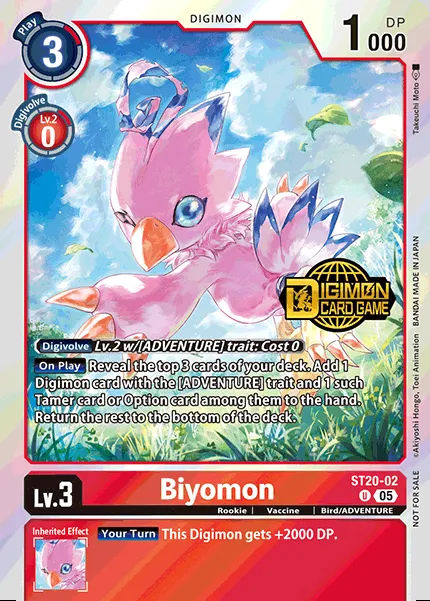 DIGIMON
Play
3
1000
DP
Digivolve
Lv.2
0
Takeuchi Moto
DIGIMON
CARD GAME
Digivolve Lv.2 w/[ADVENTURE] trait: Cost 0
On Play Reveal the top 3 cards of your deck. Add 1
Digimon card with the [ADVENTURE] trait and 1 such
Tamer card or Option card among them to the hand.
Return the rest to the bottom of the deck.
©Akiyoshi Hongo, Toei Animation BANDAI MADE IN JAPAN
NOT FOR SALE
Lv.3
Biyomon
ST20-02
U 05
Rookie | Vaccine | Bird/ADVENTURE
Inherited Effect
Your Turn This Digimon gets +2000 DP.